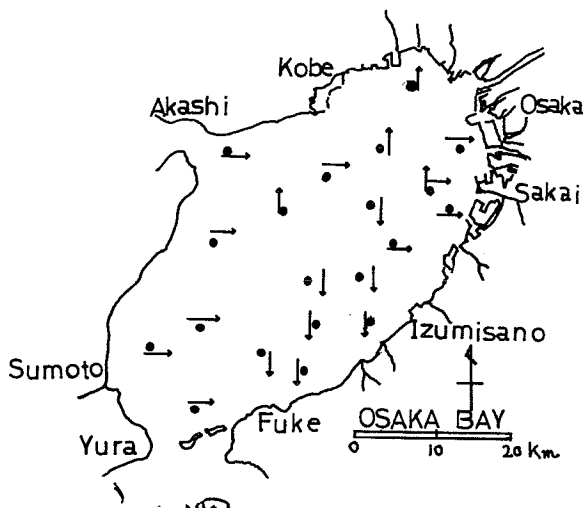 Kobe
Akashi
Osaka
Sakai
Izumisano
Sumoto
Fuke
OSAKA BAY
Yura
0 10 20 Km